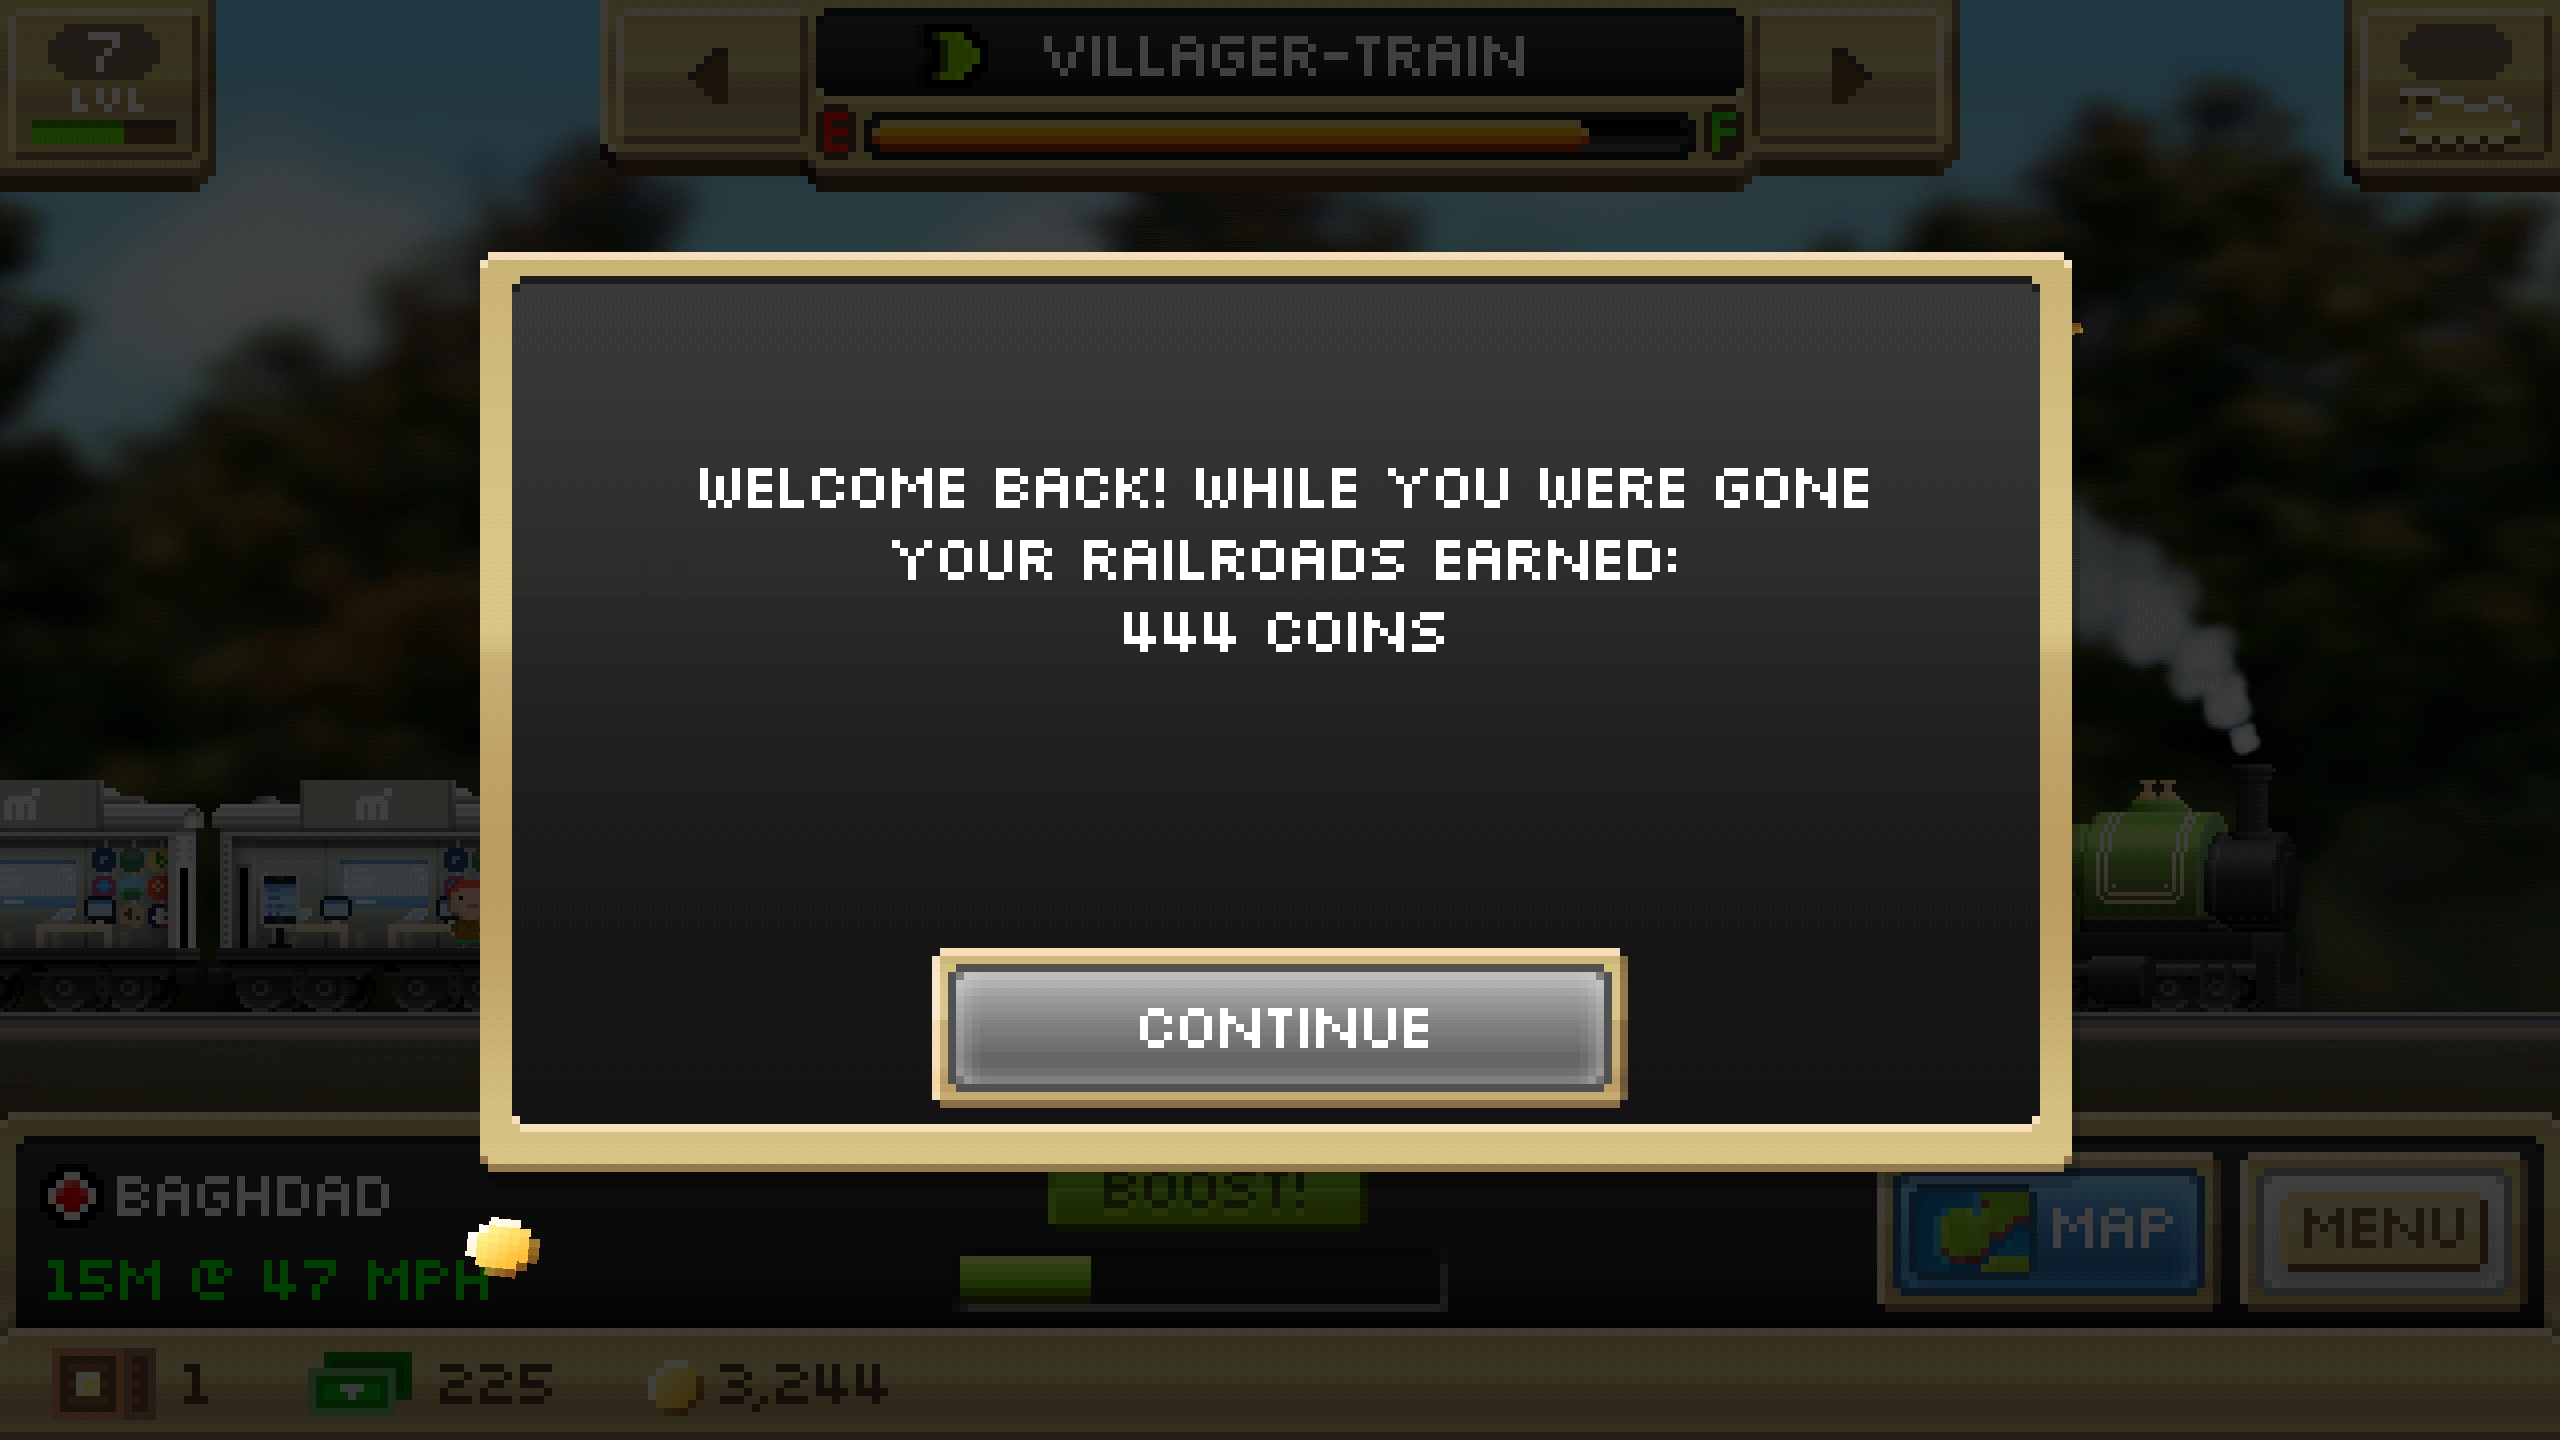 7
LVL
VILLAGER-TRAIN
E F
WELCOME BACK! WHILE YOU WERE GONE
YOUR RAILROADS EARNED:
444 COINS
CONTINUE
BAGHDAD
15M @ 47 MPH
BOOST!
MAP
MENU
1 225 3,244